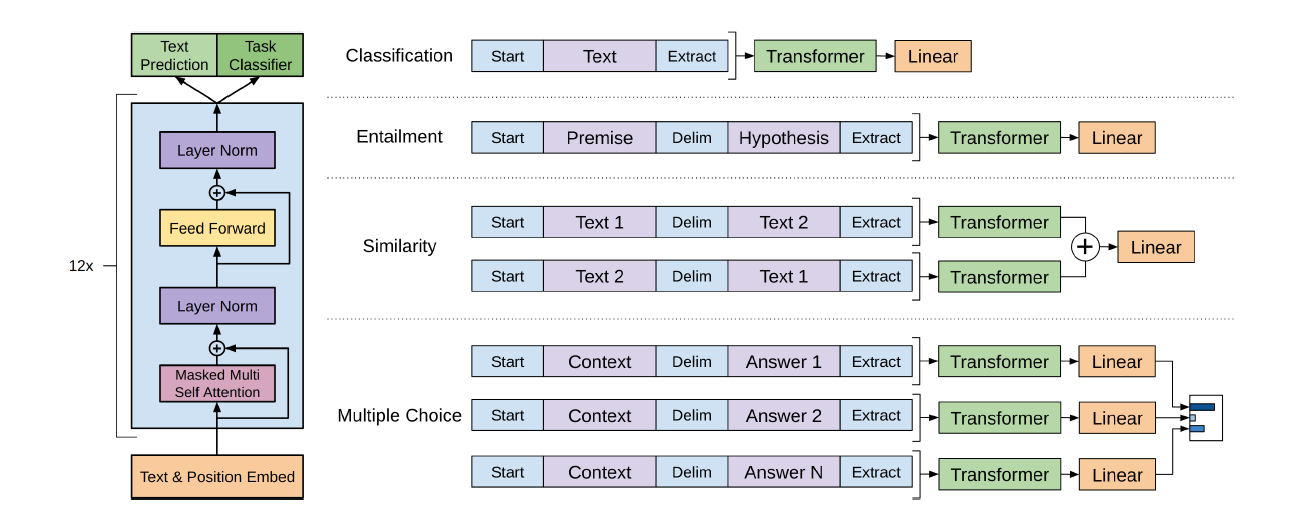 Text
Prediction
Task
Classifier
12x
Layer Norm
+
Feed Forward
Layer Norm
+
Masked Multi
Self Attention
Text & Position Embed
Classification
Start Text Extract Transformer Linear
Entailment
Start Premise Delim Hypothesis Extract Transformer Linear
Similarity
Start Text 1 Delim Text 2 Extract Transformer
+ Linear
Start Text 2 Delim Text 1 Extract Transformer
Multiple Choice
Start Context Delim Answer 1 Extract Transformer Linear
Start Context Delim Answer 2 Extract Transformer Linear
Start Context Delim Answer N Extract Transformer Linear